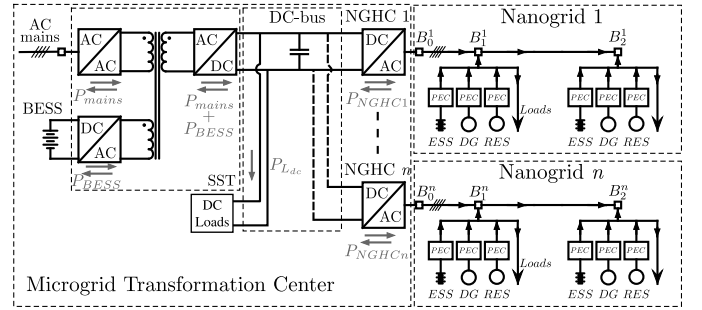 AC
mains
AC
AC
P_mains
BESS
DC
AC
P_BESS
AC
DC
P_mains
+
P_BESS
SST
DC-bus
P_Ldc
DC
Loads
NGHC 1
DC
AC
P_NGHC1
NGHC n
DC
AC
P_NGHCn
Microgrid Transformation Center
Nanogrid 1
B_0^1
B_1^1
B_2^1
PEC PEC PEC
Loads
PEC PEC PEC
ESS DG RES
ESS DG RES
Nanogrid n
B_0^n
B_1^n
B_2^n
PEC PEC PEC
Loads
PEC PEC PEC
ESS DG RES
ESS DG RES